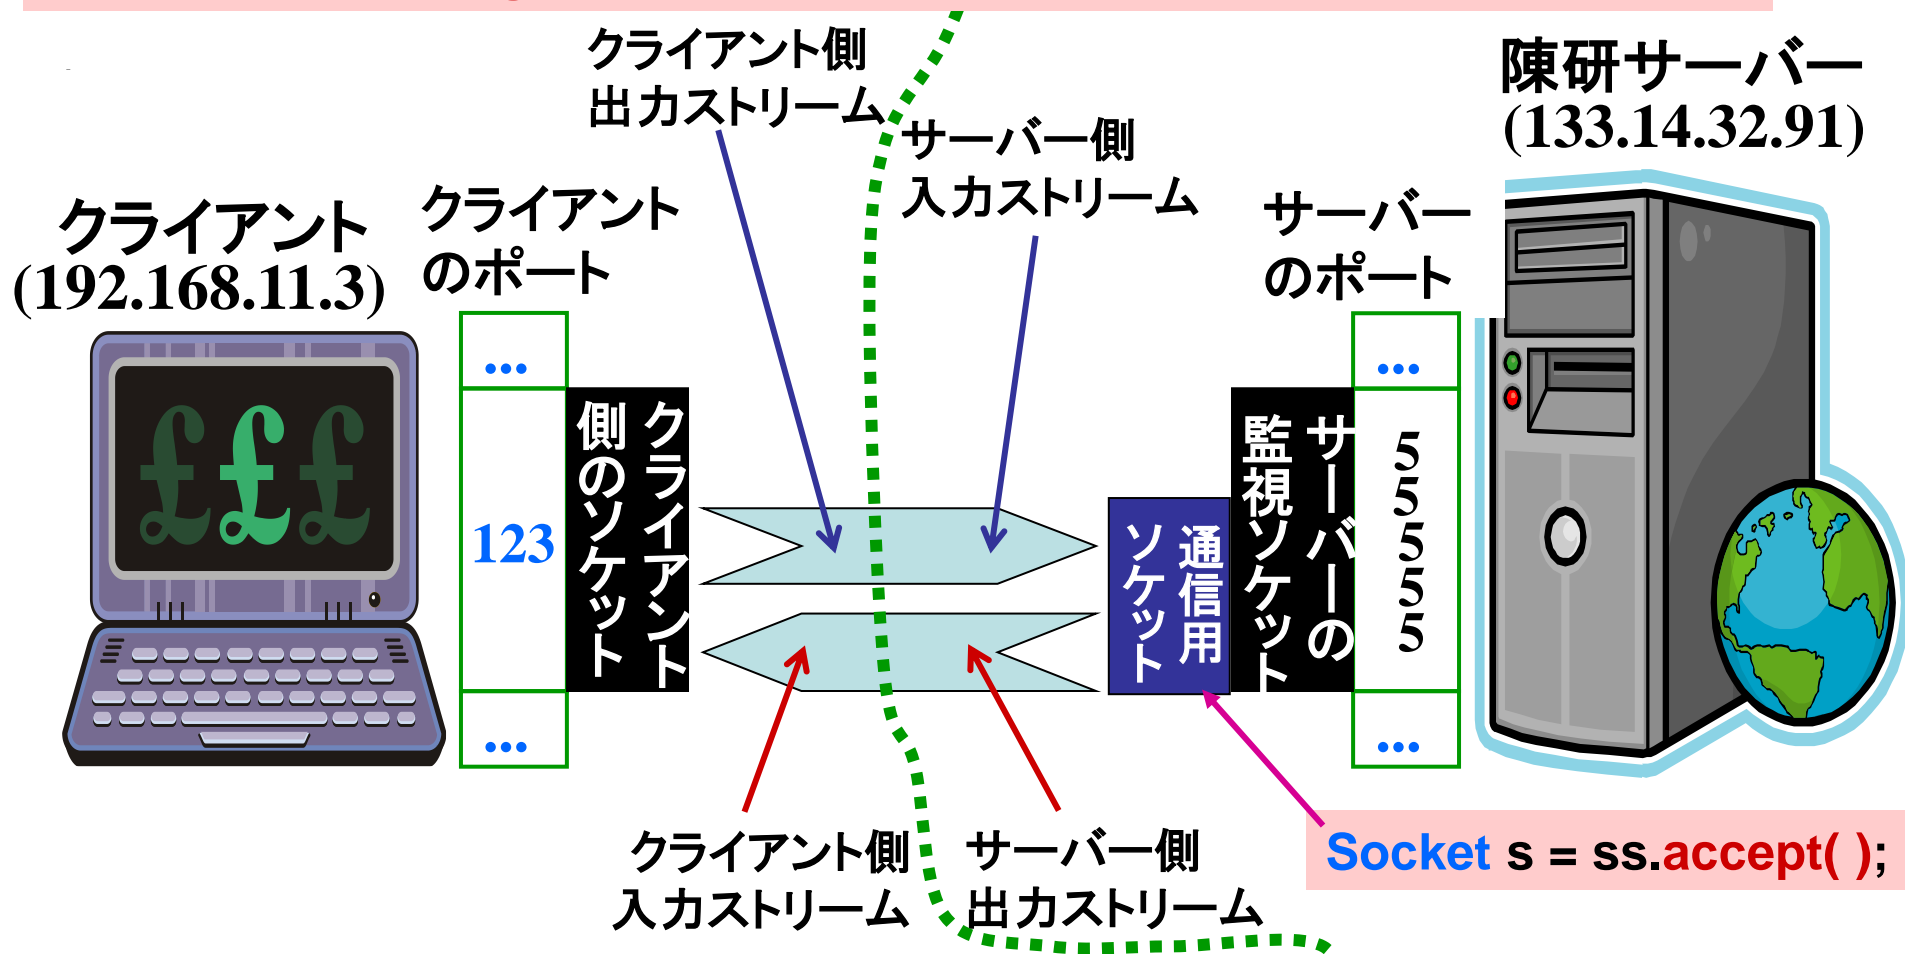 クライアント側
出力ストリーム
陳研サーバー
(133.14.32.91)
サーバー側
入力ストリーム
クライアント
(192.168.11.3)
クライアント
のポート
サーバー
のポート
...
123
...
クライアント
側のソケット
£££
通信用
ソケット
サーバーの
監視ソケット
...
55555
...
クライアント側
入力ストリーム
サーバー側
出力ストリーム
Socket s = ss.accept( );